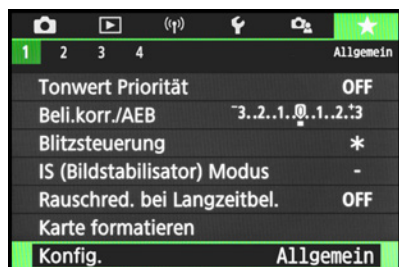 1 2 3 4 Allgemein
Tonwert Priorität OFF
Beli.korr./AEB -3..2..1..0..1..2.+3
Blitzsteuerung *
IS (Bildstabilisator) Modus -
Rauschred. bei Langzeitbel. OFF
Karte formatieren
Konfig. Allgemein